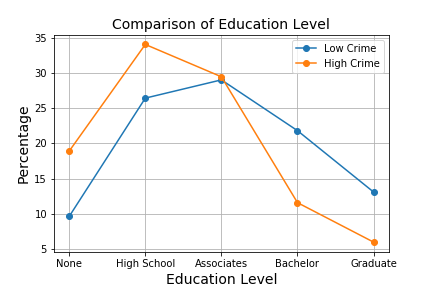 Comparison of Education Level
Low Crime
High Crime
Percentage
35
30
25
20
15
10
5
None High School Associates Bachelor Graduate
Education Level